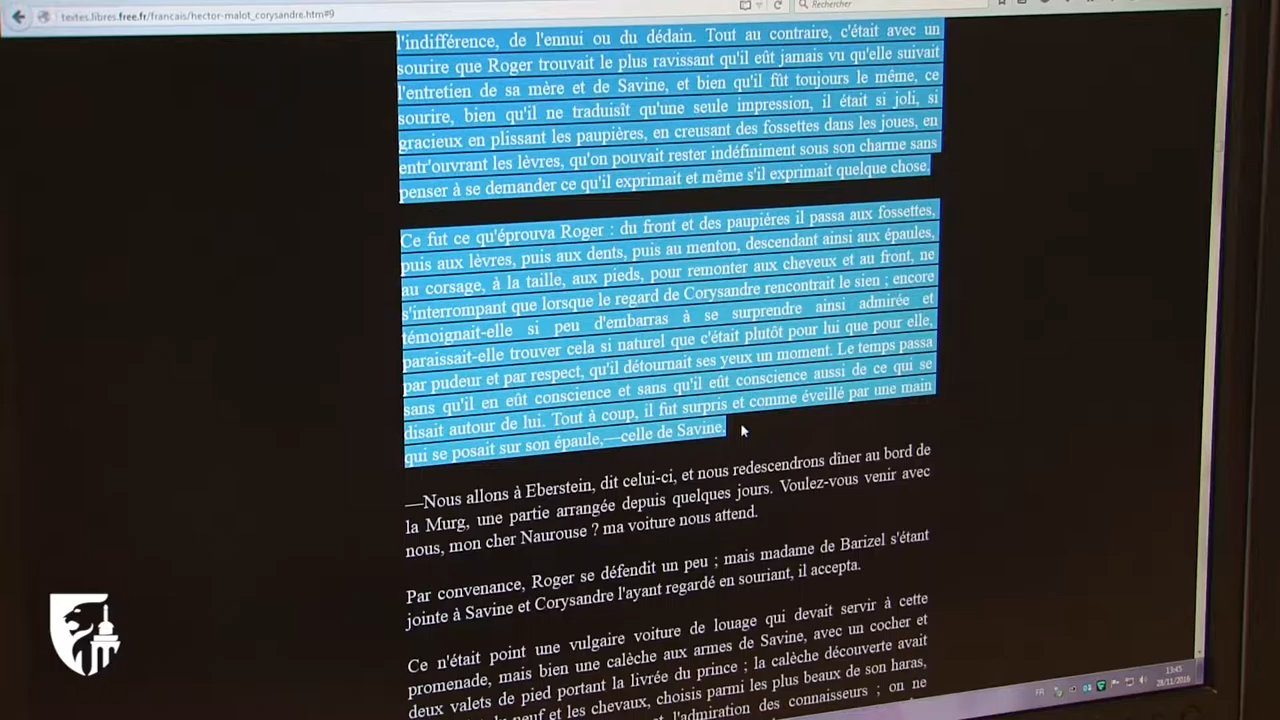 textes.libres.free.fr/francais/hector-malot_corysandre.htm#9
Rechercher
l'indifférence, de l'ennui ou du dédain. Tout au contraire, c'était avec un
sourire que Roger trouvait le plus ravissant qu'il eût jamais vu qu'elle suivait
l'entretien de sa mère et de Savine, et bien qu'il fût toujours le même, ce
sourire, bien qu'il ne traduisît qu'une seule impression, il était si joli, si
gracieux en plissant les paupières, en creusant des fossettes dans les joues, en
entr'ouvrant les lèvres, qu'on pouvait rester indéfiniment sous son charme sans
penser à se demander ce qu'il exprimait et même s'il exprimait quelque chose.
Ce fut ce qu'éprouva Roger : du front et des paupières il passa aux fossettes,
puis aux lèvres, puis aux dents, puis au menton, descendant ainsi aux épaules,
au corsage, à la taille, aux pieds, pour remonter aux cheveux et au front, ne
s'interrompant que lorsque le regard de Corysandre rencontrait le sien ; encore
témoignait-elle si peu d'embarras à se surprendre ainsi admirée et
paraissait-elle trouver cela si naturel que c'était plutôt pour lui que pour elle,
par pudeur et par respect, qu'il détournait ses yeux un moment. Le temps passa
sans qu'il en eût conscience et sans qu'il eût conscience aussi de ce qui se
disait autour de lui. Tout à coup, il fut surpris et comme éveillé par une main
qui se posait sur son épaule,—celle de Savine.
—Nous allons à Eberstein, dit celui-ci, et nous redescendrons dîner au bord de
la Murg, une partie arrangée depuis quelques jours. Voulez-vous venir avec
nous, mon cher Naurouse ? ma voiture nous attend.
Par convenance, Roger se défendit un peu ; mais madame de Barizel s'étant
jointe à Savine et Corysandre l'ayant regardé en souriant, il accepta.
Ce n'était point une vulgaire voiture de louage qui devait servir à cette
promenade, mais bien une calèche aux armes de Savine, avec un cocher et
deux valets de pied portant la livrée du prince ; la calèche découverte avait
neuf et les chevaux, choisis parmi les plus beaux de son haras,
l'admiration des connaisseurs ; on ne
FR
13:45
28/11/2016